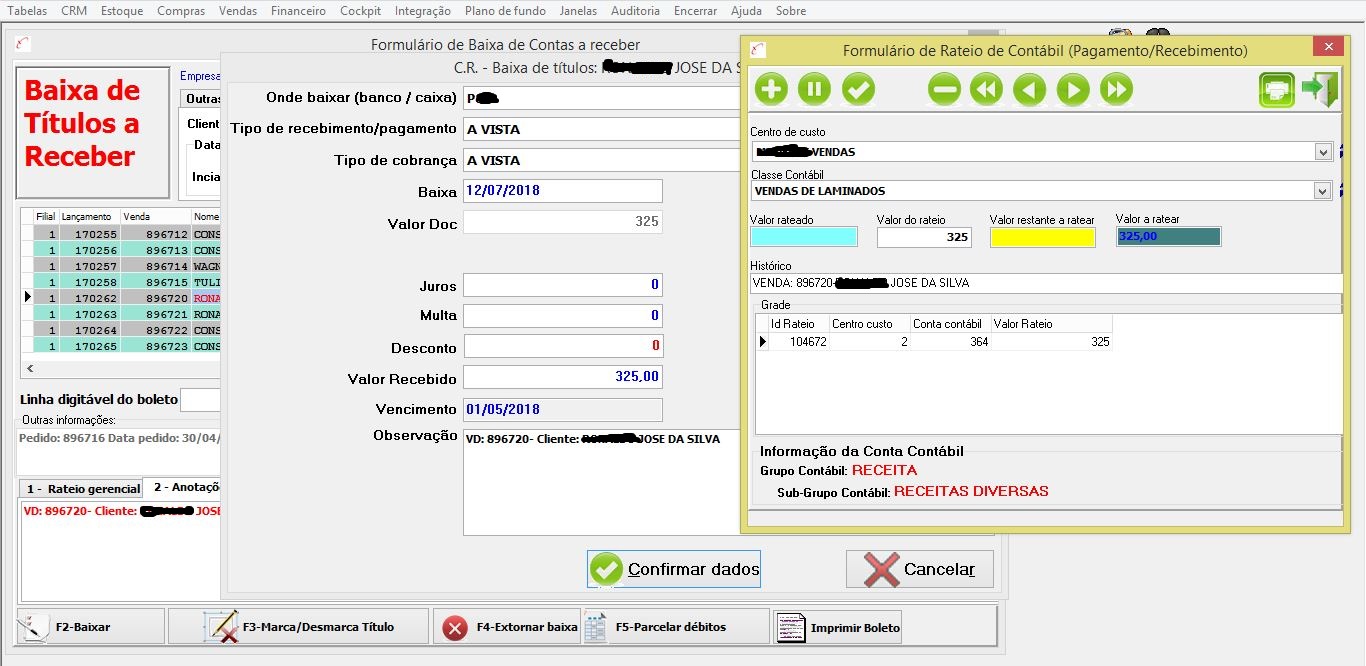 Tabelas CRM Estoque Compras Vendas Financeiro Cockpit Integração Plano de fundo Janelas Auditoria Encerrar Ajuda Sobre
Formulário de Baixa de Contas a receber
Baixa de
Títulos a
Receber
Empresa
Outras
Client
Data
Incia
Filial Lançamento Venda Nome
1 170255 896712 CONS
1 170256 896713 CONS
1 170257 896714 WAGN
1 170258 896715 TULI
1 170262 896720 RONA
1 170263 896721 RONA
1 170264 896722 CONS
1 170265 896723 CONS
Linha digitável do boleto
Outras informações:
Pedido: 896716 Data pedido: 30/04/
1 - Rateio gerencial 2 - Anotaçõ
VD: 896720- Cliente: JOSE
F2-Baixar F3-Marca/Desmarca Título F4-Extornar baixa F5-Parcelar débitos Imprimir Boleto
C.R. - Baixa de títulos: JOSE DA S
Onde baixar (banco / caixa) P
Tipo de recebimento/pagamento A VISTA
Tipo de cobrança A VISTA
Baixa 12/07/2018
Valor Doc 325
Juros 0
Multa 0
Desconto 0
Valor Recebido 325,00
Vencimento 01/05/2018
Observação VD: 896720- Cliente: JOSE DA SILVA
Confirmar dados Cancelar
Formulário de Rateio de Contábil (Pagamento/Recebimento)
Centro de custo
VENDAS
Classe Contábil
VENDAS DE LAMINADOS
Valor rateado Valor do rateio Valor restante a ratear Valor a ratear
325 325,00
Histórico
VENDA: 896720- JOSE DA SILVA
Grade
Id Rateio Centro custo Conta contábil Valor Rateio
104672 2 364 325
Informação da Conta Contábil
Grupo Contábil: RECEITA
Sub-Grupo Contábil: RECEITAS DIVERSAS